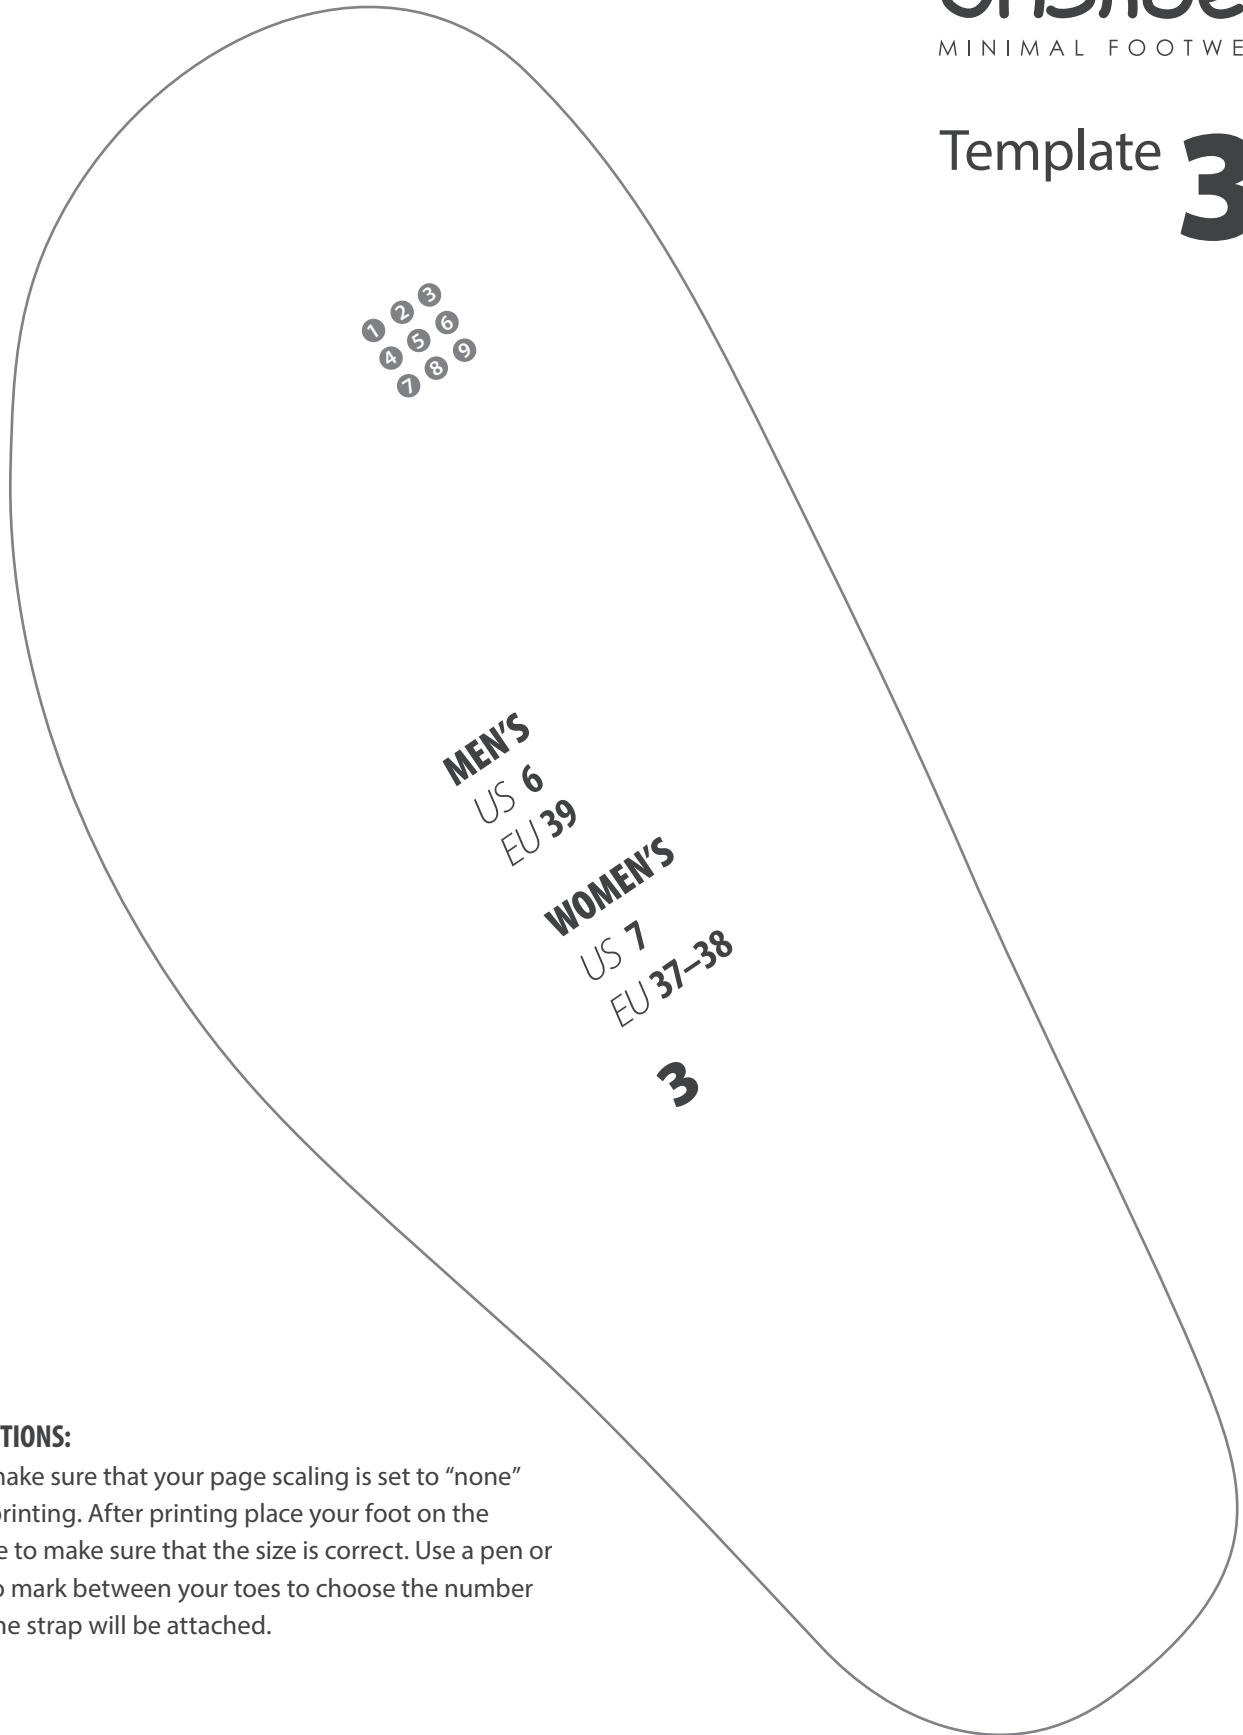 MINIMAL
Template 3
1 2 3
4 5 6
7 8 9
MEN'S
US 6
EU 39
WOMEN'S
US 7
EU 37–38
3
make sure that your page scaling is set to “none”
printing. After printing place your foot on the
to make sure that the size is correct. Use a pen or
mark between your toes to choose the number
strap will be attached.